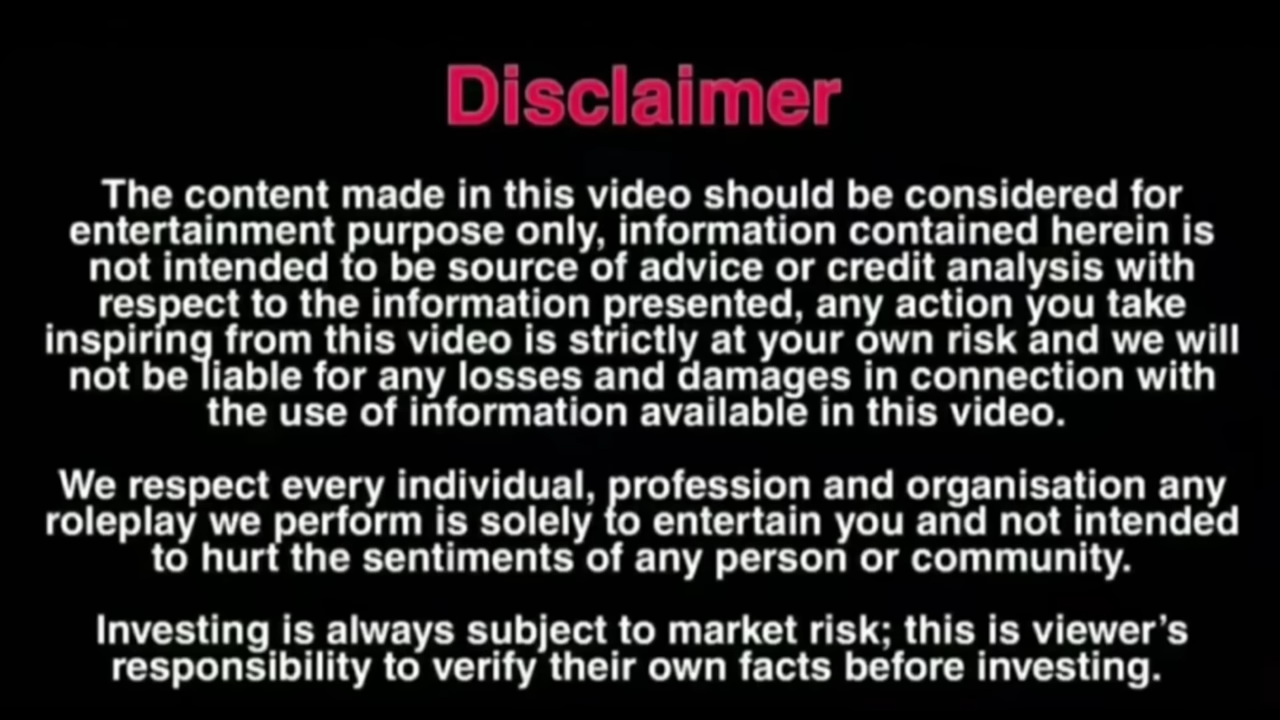 Disclaimer
The content made in this video should be considered for
entertainment purpose only, information contained herein is
not intended to be source of advice or credit analysis with
respect to the information presented, any action you take
inspiring from this video is strictly at your own risk and we will
not be liable for any losses and damages in connection with
the use of information available in this video.
We respect every individual, profession and organisation any
roleplay we perform is solely to entertain you and not intended
to hurt the sentiments of any person or community.
Investing is always subject to market risk; this is viewer’s
responsibility to verify their own facts before investing.